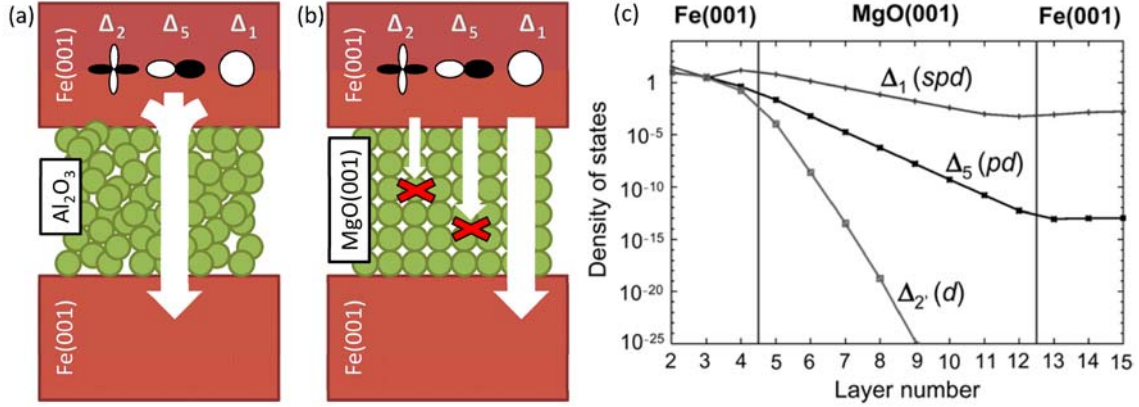 (a)
Δ2 Δ5 Δ1
Fe(001)
Al2O3
Fe(001)
(b)
Δ2 Δ5 Δ1
Fe(001)
MgO(001)
Fe(001)
(c)
Fe(001) MgO(001) Fe(001)
Density of states
1
10-5
10-10
10-15
10-20
10-25
Δ1 (spd)
Δ5 (pd)
Δ2' (d)
2 3 4 5 6 7 8 9 10 11 12 13 14 15
Layer number